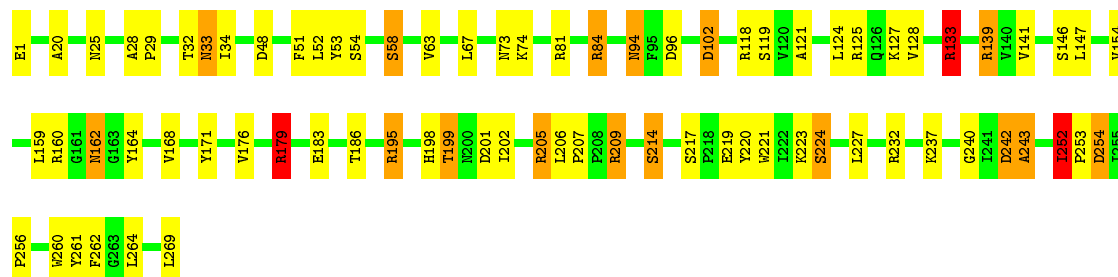 E1 A20 N25 A28 P29 T32 N33 I34 D48 F51 L52 Y53 S54 S58 V63 L67 N73 K74 R81 R84 N94 F95 D96 D102 R118 S119 V120 A121 L124 R125 Q126 K127 V128 R133 R139 V140 V141 S146 L147 V154
L159 R160 G161 N162 G163 Y164 V168 Y171 V176 R179 E183 T186 R195 H198 T199 N200 D201 I202 R205 L206 P207 P208 R209 S214 S217 P218 E219 Y220 W221 I222 K223 S224 L227 R232 K237 G240 I241 D242 A243 I252 P253 D254 I255
P256 W260 Y261 F262 G263 L264 L269